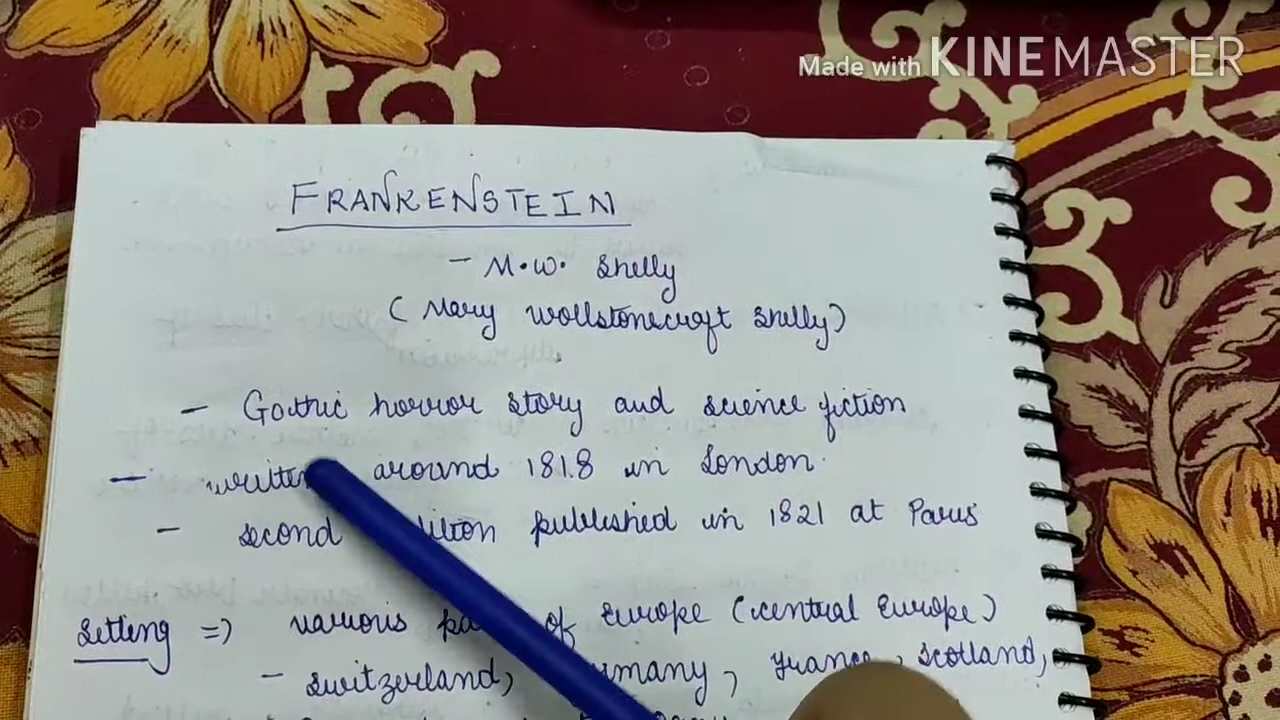 Made with KINEMASTER
FRANKENSTEIN
- M.W. Shelly
(Mary Wollstonecraft Shelly)
- Gothic horror story and science fiction
- written around 1818 in London.
- second published in 1821 at Paris
Setting => various of Europe (central Europe)
- Switzerland, France, Scotland,